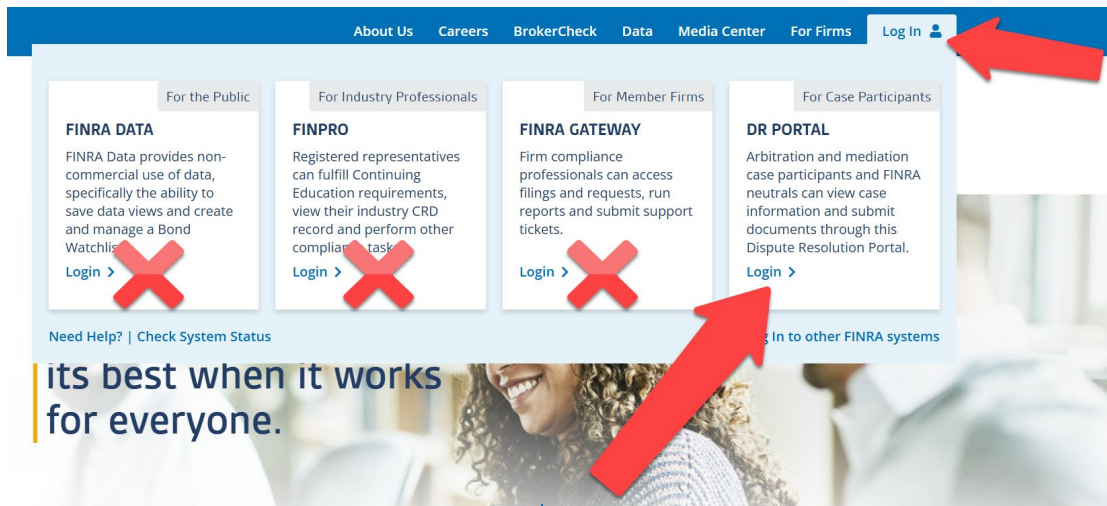 About Us Careers BrokerCheck Data Media Center For Firms Log In
For the Public
FINRA DATA
FINRA Data provides non-
commercial use of data,
specifically the ability to
save data views and create
and manage a Bond
Login >
For Industry Professionals
FINPRO
Registered representatives
can fulfill Continuing
Education requirements,
view their industry CRD
record and perform other
Login >
For Member Firms
FINRA GATEWAY
Firm compliance
professionals can access
filings and requests, run
reports and submit support
tickets.
Login >
For Case Participants
DR PORTAL
Arbitration and mediation
case participants and FINRA
neutrals can view case
information and submit
documents through this
Dispute Resolution Portal.
Login >
Need Help? | Check System Status
In to other FINRA systems
its best when it works
for everyone.